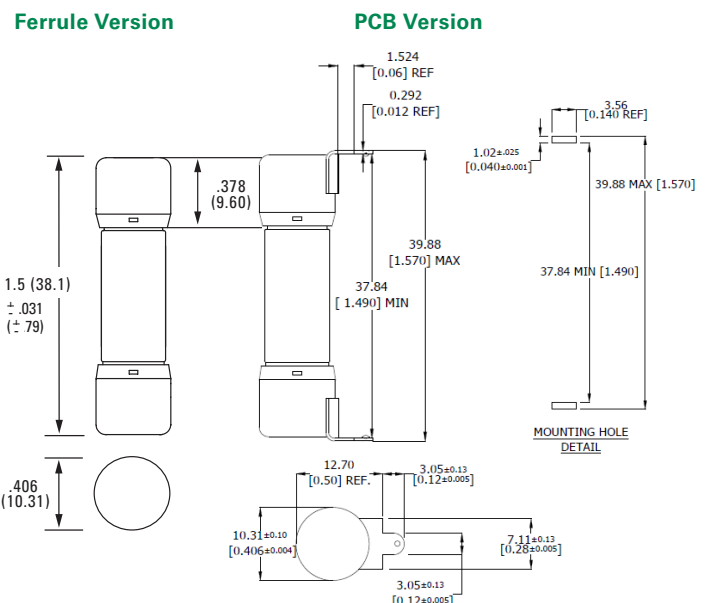 Ferrule Version
PCB Version
1.524
[0.06] REF
0.292
[0.012 REF]
.378
(9.60)
1.5 (38.1)
± .031
(± .79)
39.88
[1.570] MAX
37.84
[ 1.490] MIN
3.56
[0.140 REF]
1.02±.025
[0.040±0.001]
39.88 MAX [1.570]
37.84 MIN [1.490]
MOUNTING HOLE
DETAIL
.406
(10.31)
12.70
[0.50] REF.
3.05±0.13
[0.12±0.005]
10.31±0.10
[0.406±0.004]
7.11±0.13
[0.28±0.005]
3.05±0.13
[0.12±0.005]